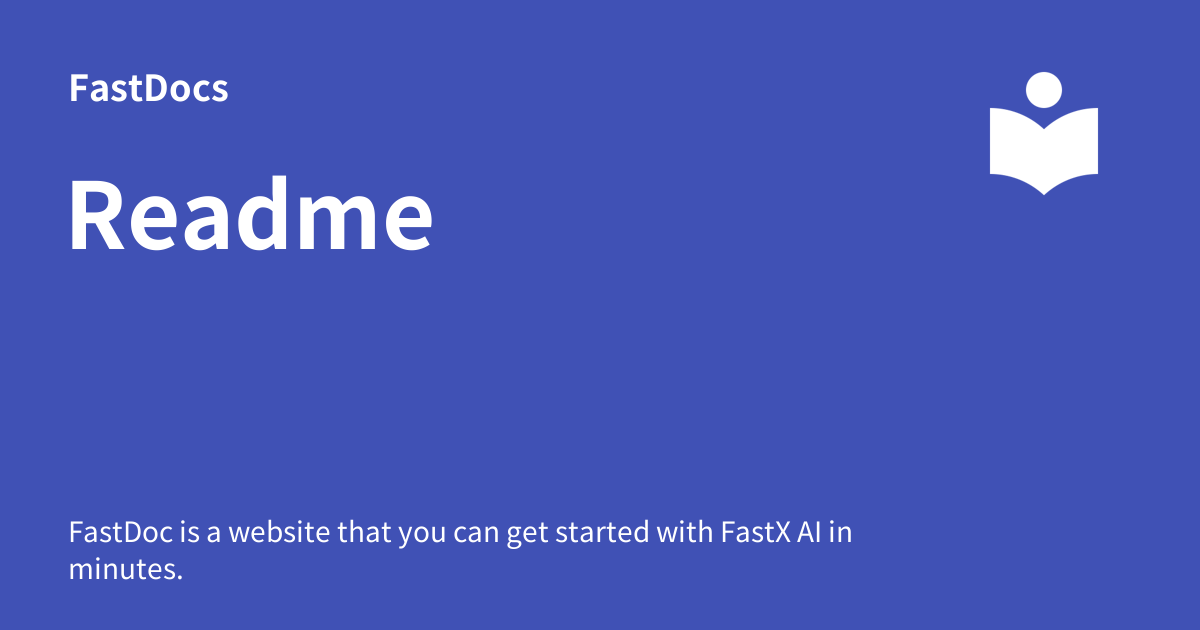 FastDocs
Readme
FastDoc is a website that you can get started with FastX AI in
minutes.